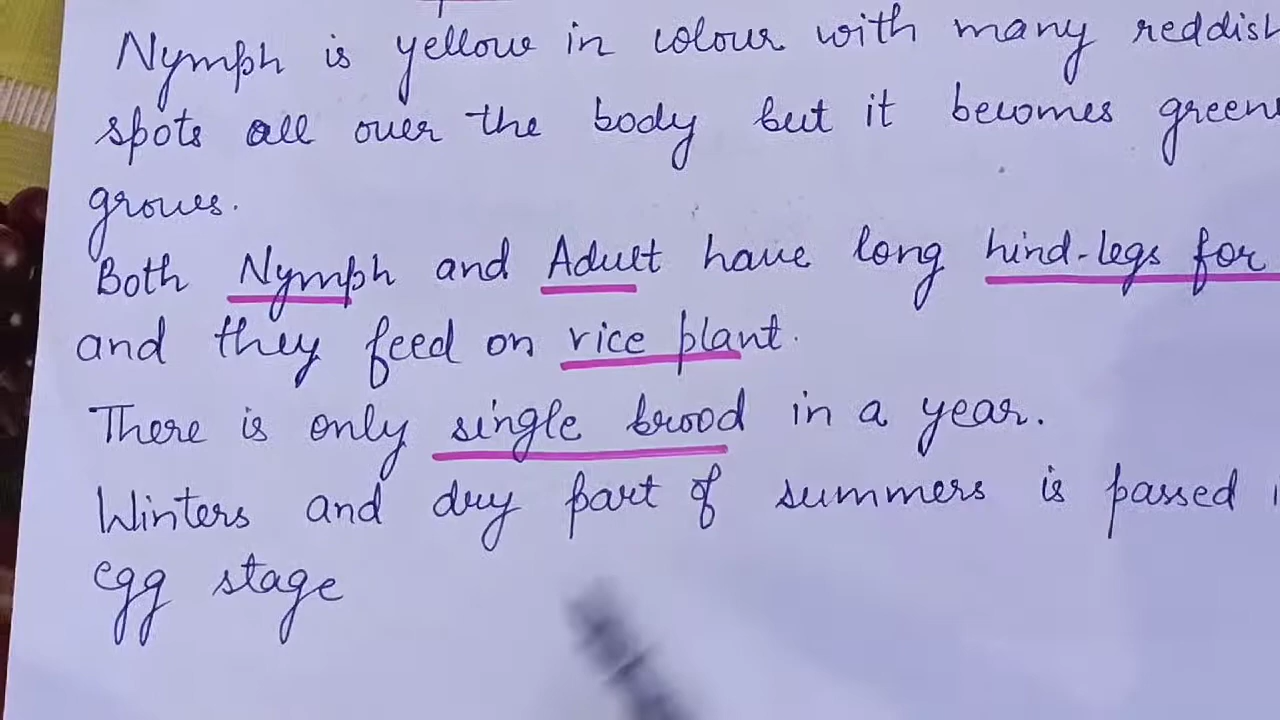 Nymph is yellow in colour with many reddish
spots all over the body but it becomes green
grows.
Both Nymph and Adult have long hind-legs for
and they feed on rice plant.
There is only single brood in a year.
Winters and dry part of summers is passed
egg stage